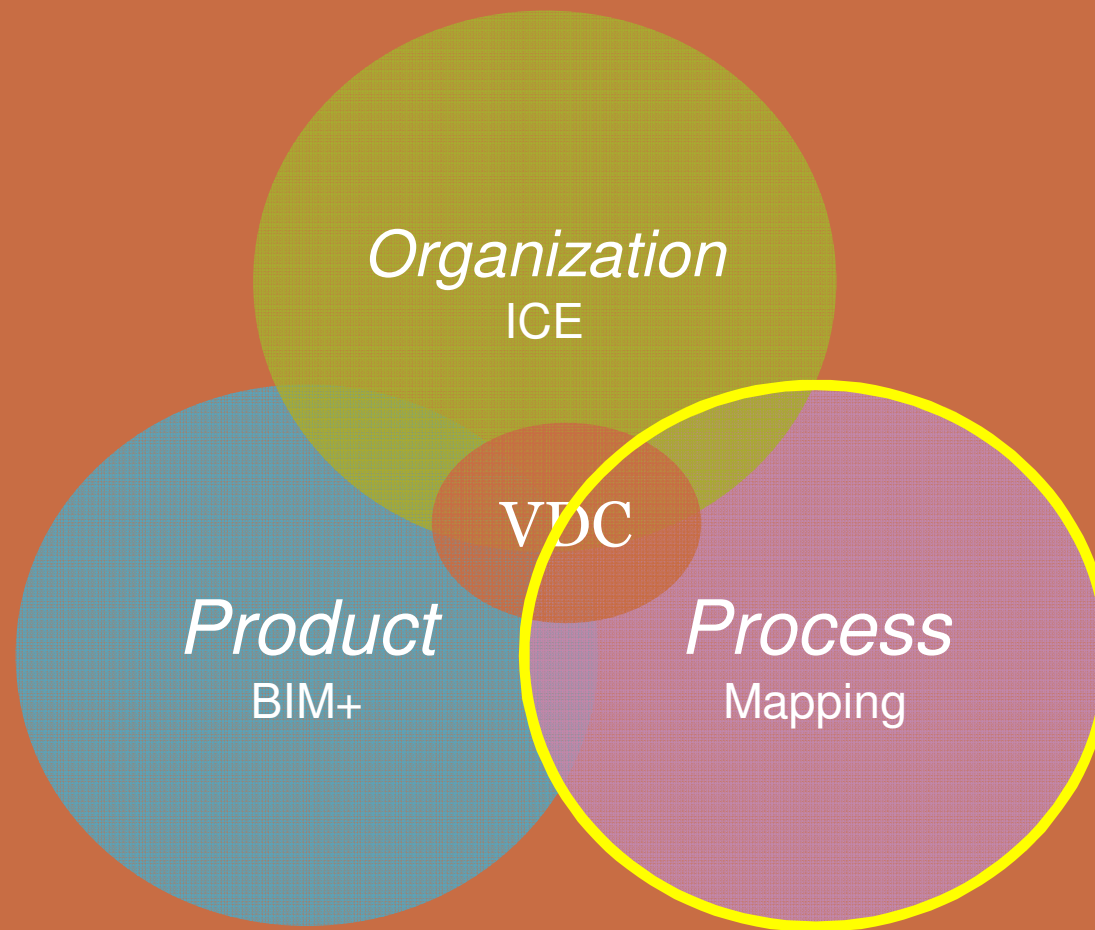 Organization
ICE
VDC
Product
BIM+
Process
Mapping